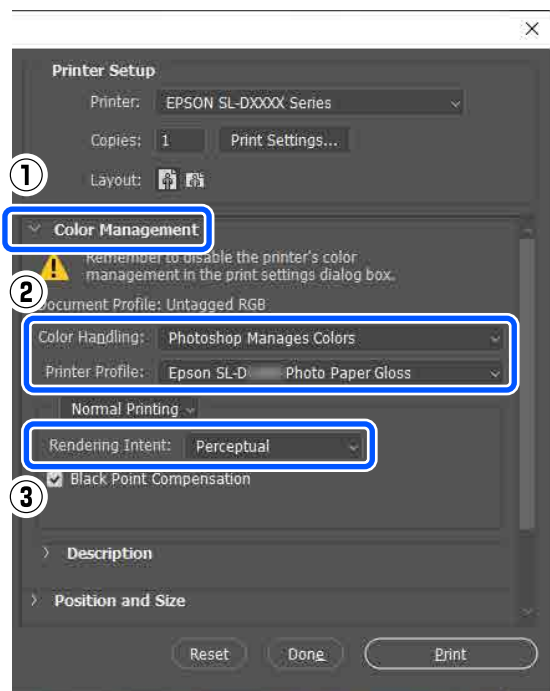 Printer Setup
Printer: EPSON SL-DXXXX Series
Copies: 1 Print Settings...
①
Layout:
Color Management
Remember to disable the printer's color
management in the print settings dialog box.
②
Document Profile: Untagged RGB
Color Handling: Photoshop Manages Colors
Printer Profile: Epson SL-D Photo Paper Gloss
Normal Printing
Rendering Intent: Perceptual
Black Point Compensation
③
Description
Position and Size
Reset Done Print